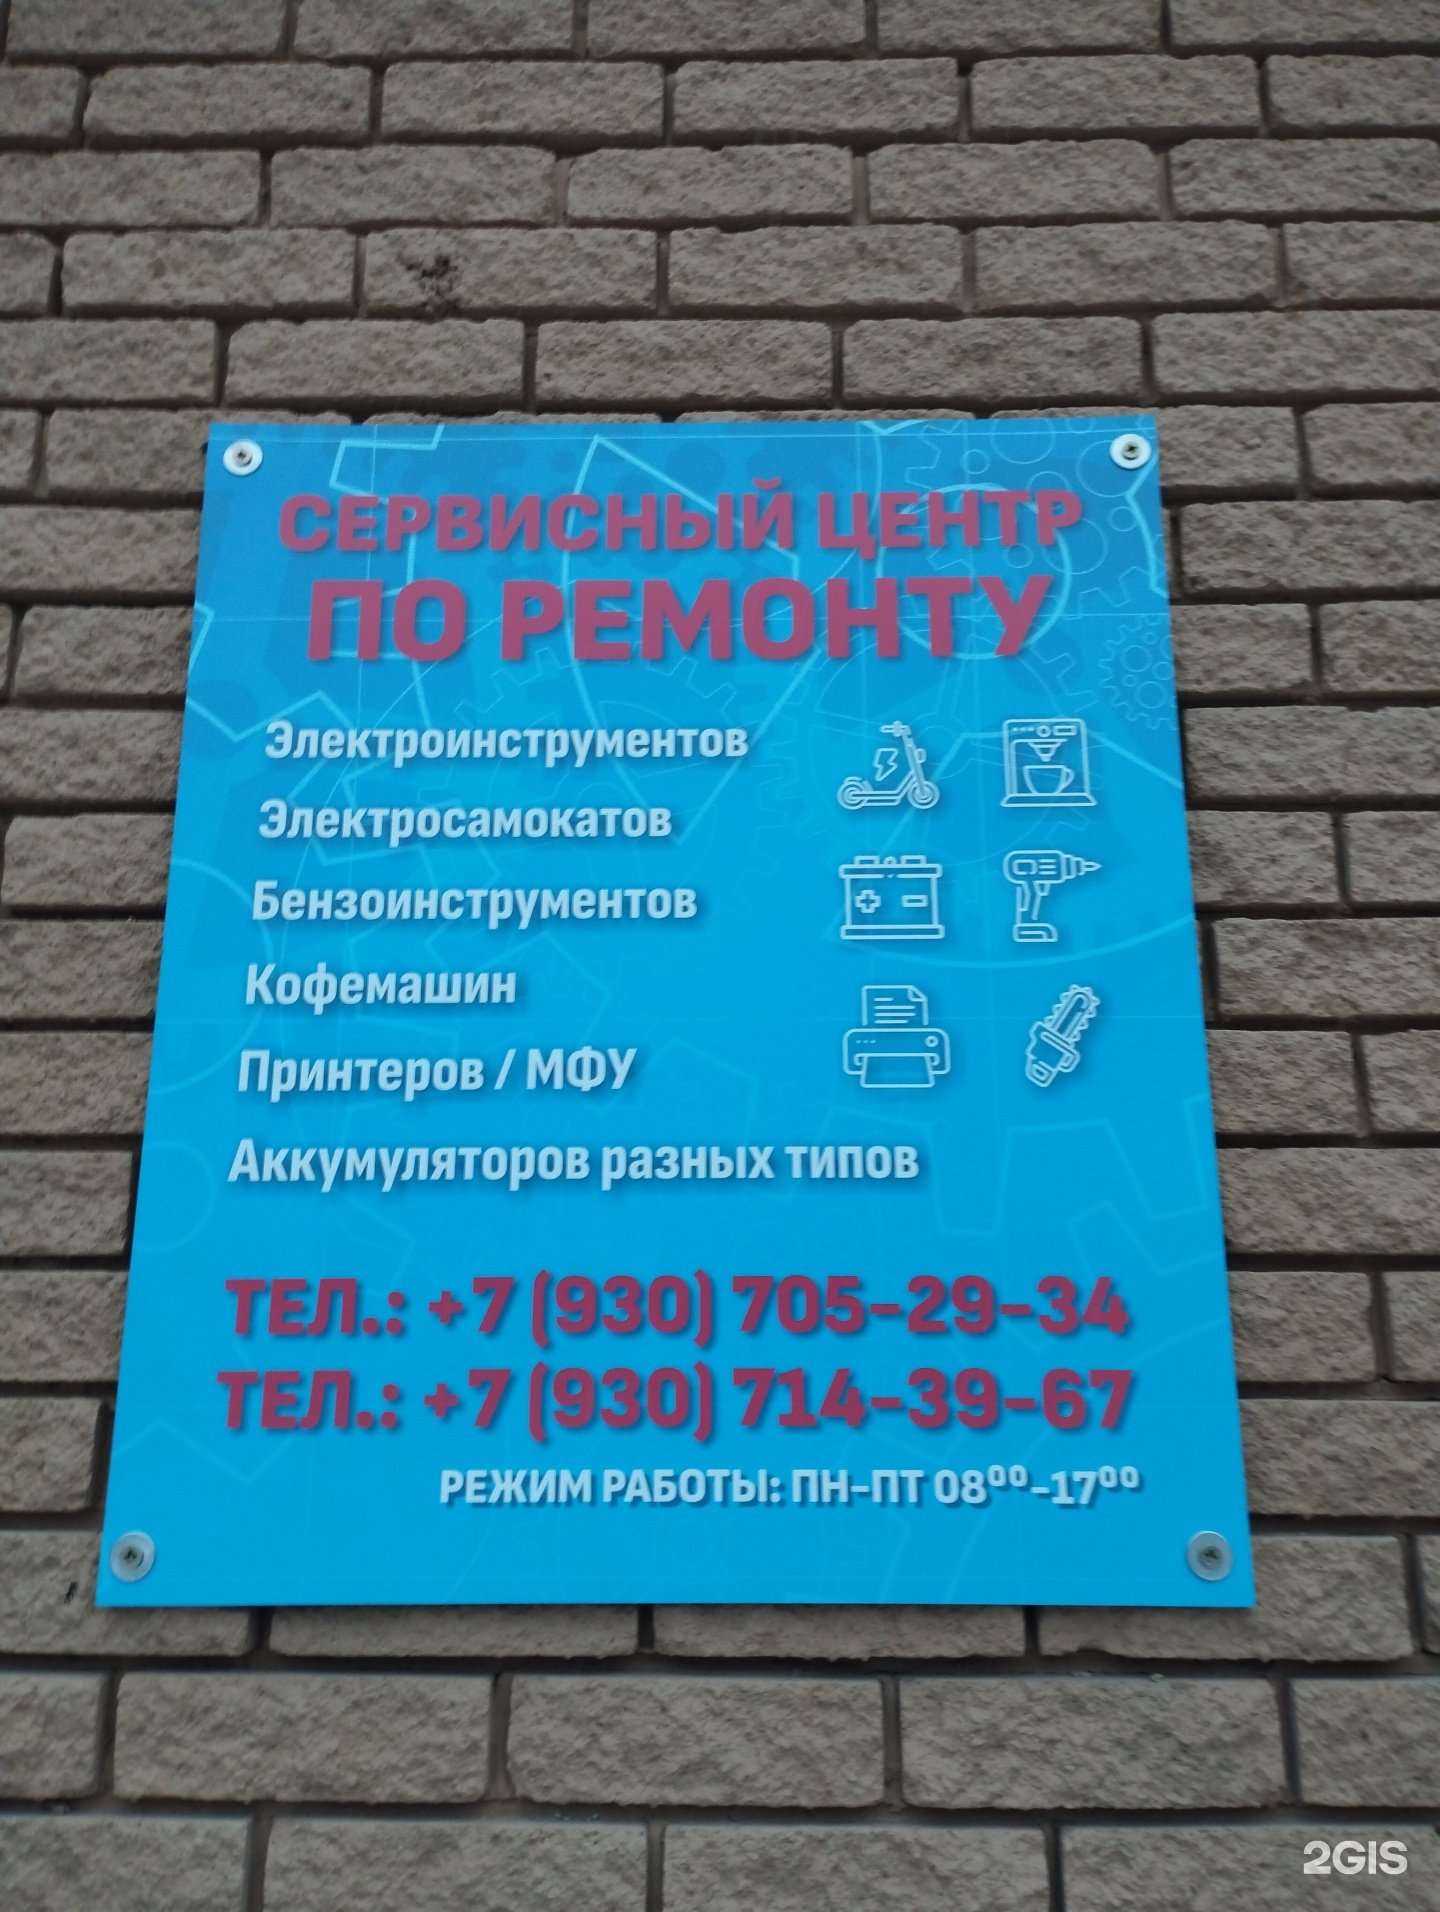 СЕРВИСНЫЙ ЦЕНТР
ПО РЕМОНТУ
Электроинструментов
Электросамокатов
Бензоинструментов
Кофемашин
Принтеров / МФУ
Аккумуляторов разных типов
ТЕЛ.: +7 (930) 705-29-34
ТЕЛ.: +7 (930) 714-39-67
РЕЖИМ РАБОТЫ: ПН-ПТ 08⁰⁰-17⁰⁰
2GIS